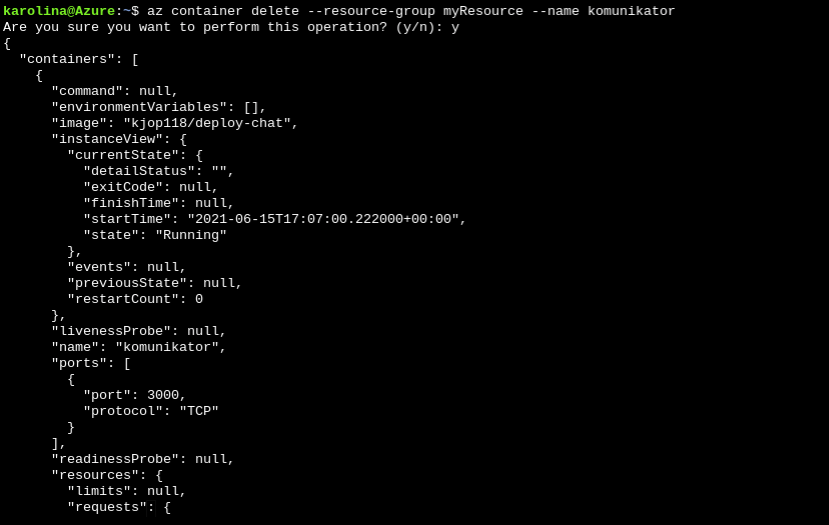 karolina@Azure:~$ az container delete --resource-group myResource --name komunikator
Are you sure you want to perform this operation? (y/n): y
{
  "containers": [
    {
      "command": null,
      "environmentVariables": [],
      "image": "kjop118/deploy-chat",
      "instanceView": {
        "currentState": {
          "detailStatus": "",
          "exitCode": null,
          "finishTime": null,
          "startTime": "2021-06-15T17:07:00.222000+00:00",
          "state": "Running"
        },
        "events": null,
        "previousState": null,
        "restartCount": 0
      },
      "livenessProbe": null,
      "name": "komunikator",
      "ports": [
        {
          "port": 3000,
          "protocol": "TCP"
        }
      ],
      "readinessProbe": null,
      "resources": {
        "limits": null,
        "requests": {